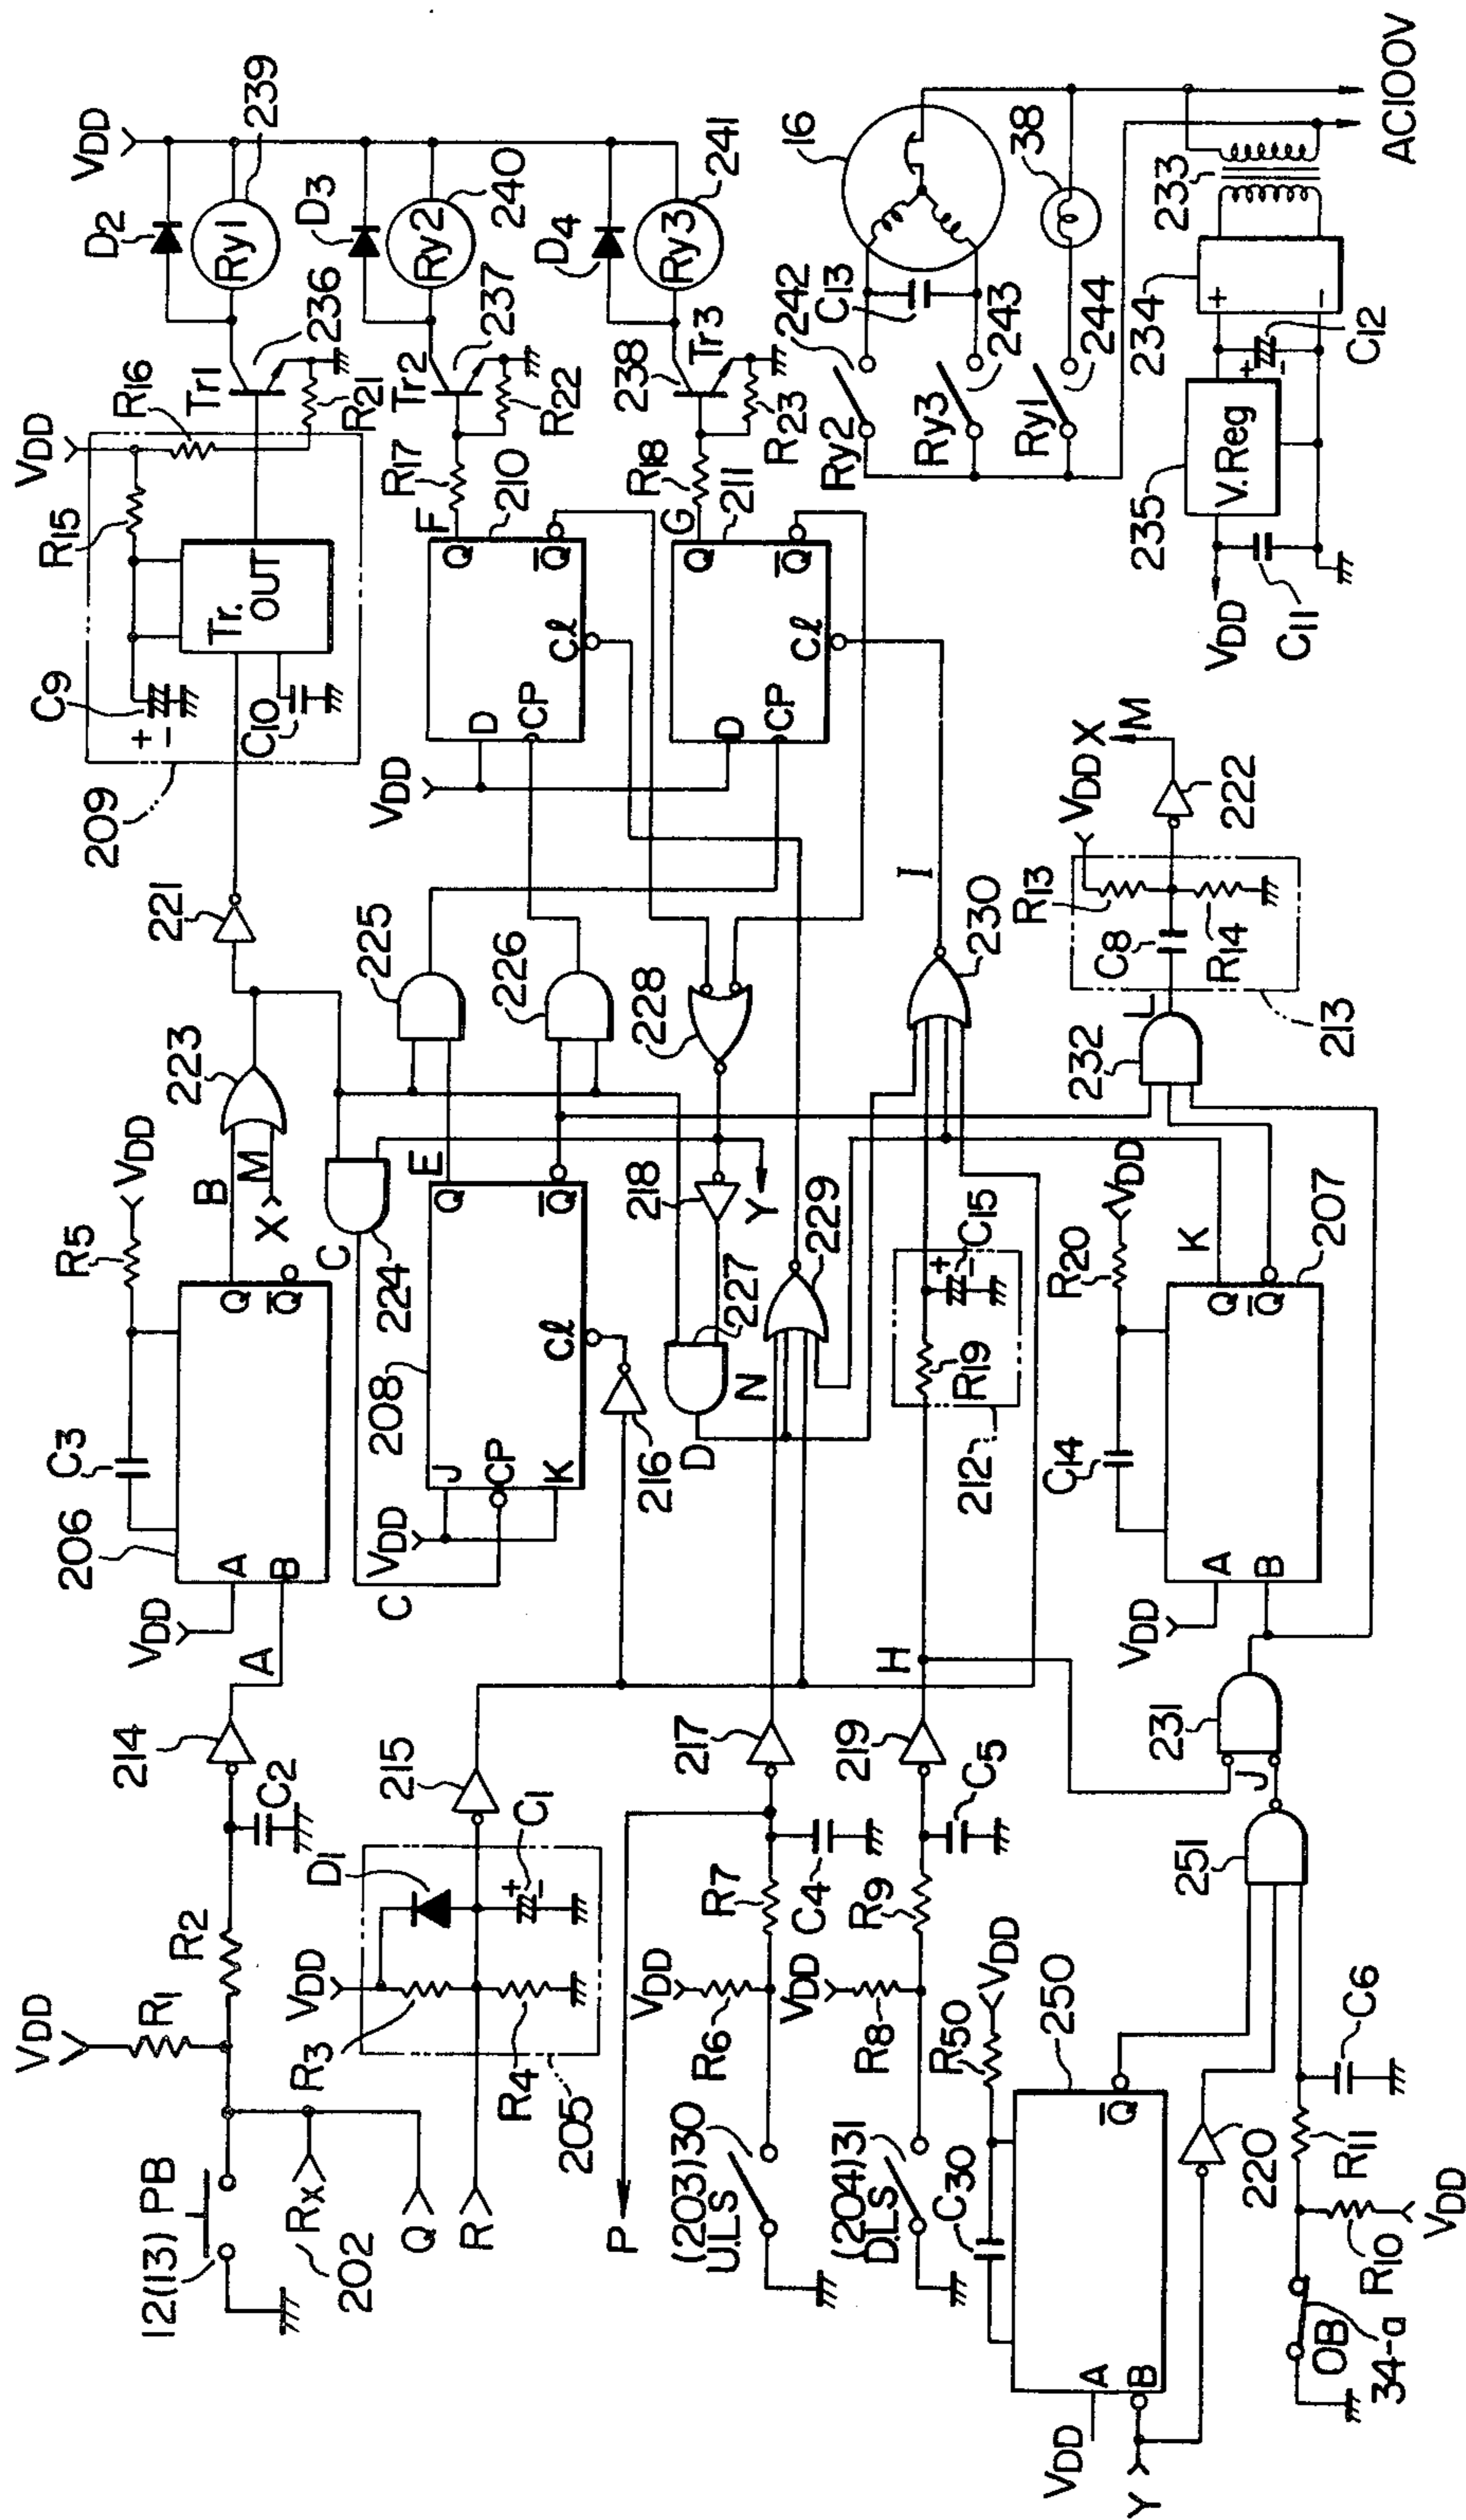 VDD
R1
R2
12(13) PB
Rx
202
Q
R
214
C2
A
VDD
206
A
B
C3
R5
VDD
Q
Q̄
B
M
X
223
221
209
C9
+
−
C10
Tr.
OUT
R15
VDD
R16
Tr1
R21
236
D2
Ry1
239
VDD
VDD
R3
R4
205
D1
C1
+
−
215
C
C
224
208
VDD
J
CP
K
Cℓ
Q
Q̄
E
216
225
226
VDD
D
CP
Cℓ
Q
Q̄
F
210
R17
Tr2
R22
237
D3
Ry2
240
P
(203)30
U.LS
VDD
R6
R7
C4
217
D
N
227
218
Y
228
229
D
CP
Cℓ
Q
Q̄
G
211
R18
238
Tr3
R23
D4
Ry3
241
(204)31
D.LS
VDD
R8
R9
C5
219
H
212
R19
C15
+
−
230
I
Ry2
Ry3
Ry1
242
243
244
C13
16
38
C30
R50
VDD
250
VDD
A
B
Q̄
Y
220
251
J
231
VDD
A
B
C14
R20
VDD
Q
Q̄
K
207
232
L
C8
R13
R14
213
VDD
X
M
222
OB
34-a
R10
VDD
R11
C6
VDD
C11
235
V.Reg
+
−
C12
234
+
−
233
AC100V